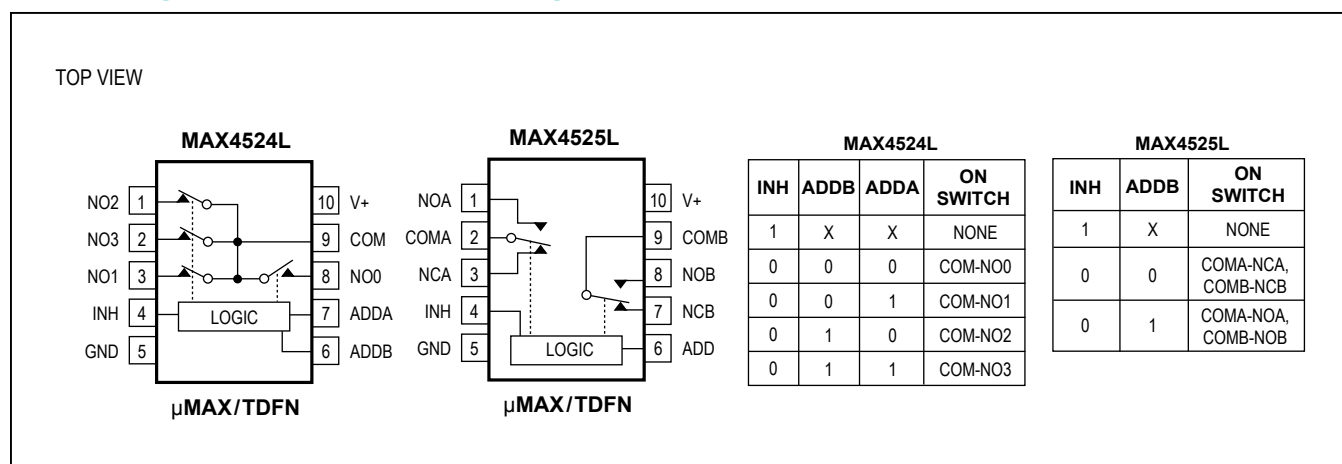 TOP VIEW
MAX4524L
NO2 1
NO3 2
NO1 3
INH 4
GND 5
10 V+
9 COM
8 NO0
7 ADDA
6 ADDB
LOGIC
µMAX/TDFN
MAX4525L
NOA 1
COMA 2
NCA 3
INH 4
GND 5
10 V+
9 COMB
8 NOB
7 NCB
6 ADD
LOGIC
µMAX/TDFN
MAX4524L
INH ADDB ADDA ON
SWITCH
1 X X NONE
0 0 0 COM-NO0
0 0 1 COM-NO1
0 1 0 COM-NO2
0 1 1 COM-NO3
MAX4525L
INH ADDB ON
SWITCH
1 X NONE
0 0 COMA-NCA,
COMB-NCB
0 1 COMA-NOA,
COMB-NOB